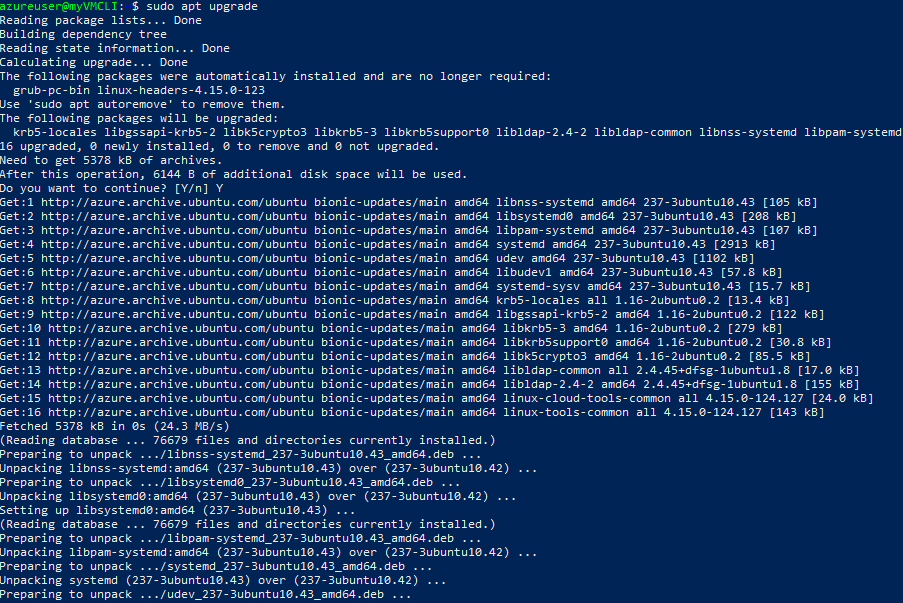 azureuser@myVMCLI: $ sudo apt upgrade
Reading package lists... Done
Building dependency tree
Reading state information... Done
Calculating upgrade... Done
The following packages were automatically installed and are no longer required:
  grub-pc-bin linux-headers-4.15.0-123
Use 'sudo apt autoremove' to remove them.
The following packages will be upgraded:
  krb5-locales libgssapi-krb5-2 libk5crypto3 libkrb5-3 libkrb5support0 libldap-2.4-2 libldap-common libnss-systemd libpam-systemd
16 upgraded, 0 newly installed, 0 to remove and 0 not upgraded.
Need to get 5378 kB of archives.
After this operation, 6144 B of additional disk space will be used.
Do you want to continue? [Y/n] Y
Get:1 http://azure.archive.ubuntu.com/ubuntu bionic-updates/main amd64 libnss-systemd amd64 237-3ubuntu10.43 [105 kB]
Get:2 http://azure.archive.ubuntu.com/ubuntu bionic-updates/main amd64 libsystemd0 amd64 237-3ubuntu10.43 [208 kB]
Get:3 http://azure.archive.ubuntu.com/ubuntu bionic-updates/main amd64 libpam-systemd amd64 237-3ubuntu10.43 [107 kB]
Get:4 http://azure.archive.ubuntu.com/ubuntu bionic-updates/main amd64 systemd amd64 237-3ubuntu10.43 [2913 kB]
Get:5 http://azure.archive.ubuntu.com/ubuntu bionic-updates/main amd64 udev amd64 237-3ubuntu10.43 [1102 kB]
Get:6 http://azure.archive.ubuntu.com/ubuntu bionic-updates/main amd64 libudev1 amd64 237-3ubuntu10.43 [57.8 kB]
Get:7 http://azure.archive.ubuntu.com/ubuntu bionic-updates/main amd64 systemd-sysv amd64 237-3ubuntu10.43 [15.7 kB]
Get:8 http://azure.archive.ubuntu.com/ubuntu bionic-updates/main amd64 krb5-locales all 1.16-2ubuntu0.2 [13.4 kB]
Get:9 http://azure.archive.ubuntu.com/ubuntu bionic-updates/main amd64 libgssapi-krb5-2 amd64 1.16-2ubuntu0.2 [122 kB]
Get:10 http://azure.archive.ubuntu.com/ubuntu bionic-updates/main amd64 libkrb5-3 amd64 1.16-2ubuntu0.2 [279 kB]
Get:11 http://azure.archive.ubuntu.com/ubuntu bionic-updates/main amd64 libkrb5support0 amd64 1.16-2ubuntu0.2 [30.8 kB]
Get:12 http://azure.archive.ubuntu.com/ubuntu bionic-updates/main amd64 libk5crypto3 amd64 1.16-2ubuntu0.2 [85.5 kB]
Get:13 http://azure.archive.ubuntu.com/ubuntu bionic-updates/main amd64 libldap-common all 2.4.45+dfsg-1ubuntu1.8 [17.0 kB]
Get:14 http://azure.archive.ubuntu.com/ubuntu bionic-updates/main amd64 libldap-2.4-2 amd64 2.4.45+dfsg-1ubuntu1.8 [155 kB]
Get:15 http://azure.archive.ubuntu.com/ubuntu bionic-updates/main amd64 linux-cloud-tools-common all 4.15.0-124.127 [24.0 kB]
Get:16 http://azure.archive.ubuntu.com/ubuntu bionic-updates/main amd64 linux-tools-common all 4.15.0-124.127 [143 kB]
Fetched 5378 kB in 0s (24.3 MB/s)
(Reading database ... 76679 files and directories currently installed.)
Preparing to unpack .../libnss-systemd_237-3ubuntu10.43_amd64.deb ...
Unpacking libnss-systemd:amd64 (237-3ubuntu10.43) over (237-3ubuntu10.42) ...
Preparing to unpack .../libsystemd0_237-3ubuntu10.43_amd64.deb ...
Unpacking libsystemd0:amd64 (237-3ubuntu10.43) over (237-3ubuntu10.42) ...
Setting up libsystemd0:amd64 (237-3ubuntu10.43) ...
(Reading database ... 76679 files and directories currently installed.)
Preparing to unpack .../libpam-systemd_237-3ubuntu10.43_amd64.deb ...
Unpacking libpam-systemd:amd64 (237-3ubuntu10.43) over (237-3ubuntu10.42) ...
Preparing to unpack .../systemd_237-3ubuntu10.43_amd64.deb ...
Unpacking systemd (237-3ubuntu10.43) over (237-3ubuntu10.42) ...
Preparing to unpack .../udev_237-3ubuntu10.43_amd64.deb ...